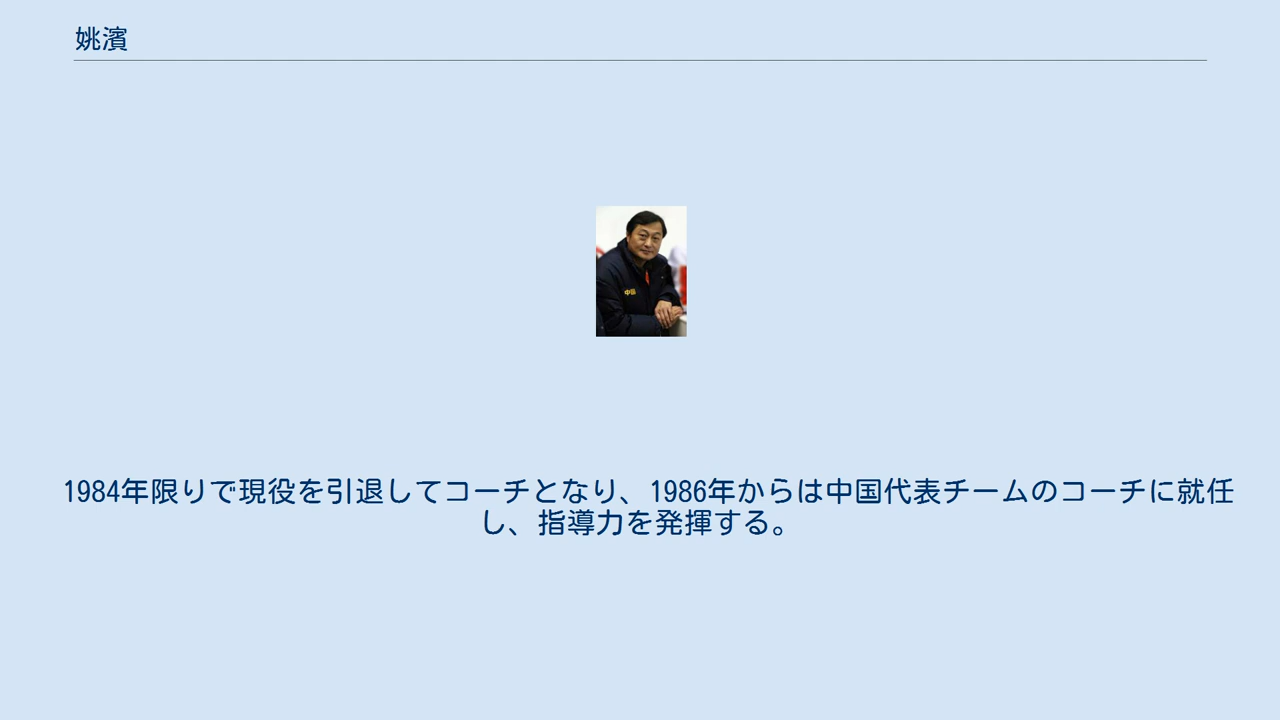 姚濱
中国
1984年限りで現役を引退してコーチとなり、1986年からは中国代表チームのコーチに就任
し、指導力を発揮する。